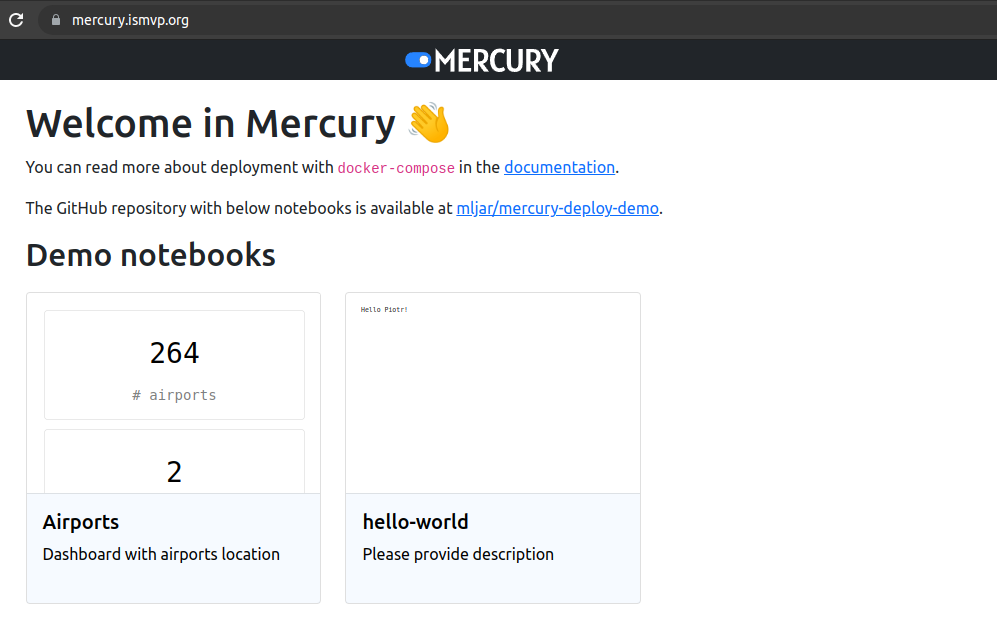 mercury.ismvp.org
MERCURY
Welcome in Mercury 👋
You can read more about deployment with docker-compose in the documentation.
The GitHub repository with below notebooks is available at mljar/mercury-deploy-demo.
Demo notebooks
264
# airports
2
Airports
Dashboard with airports location
Hello Piotr!
hello-world
Please provide description